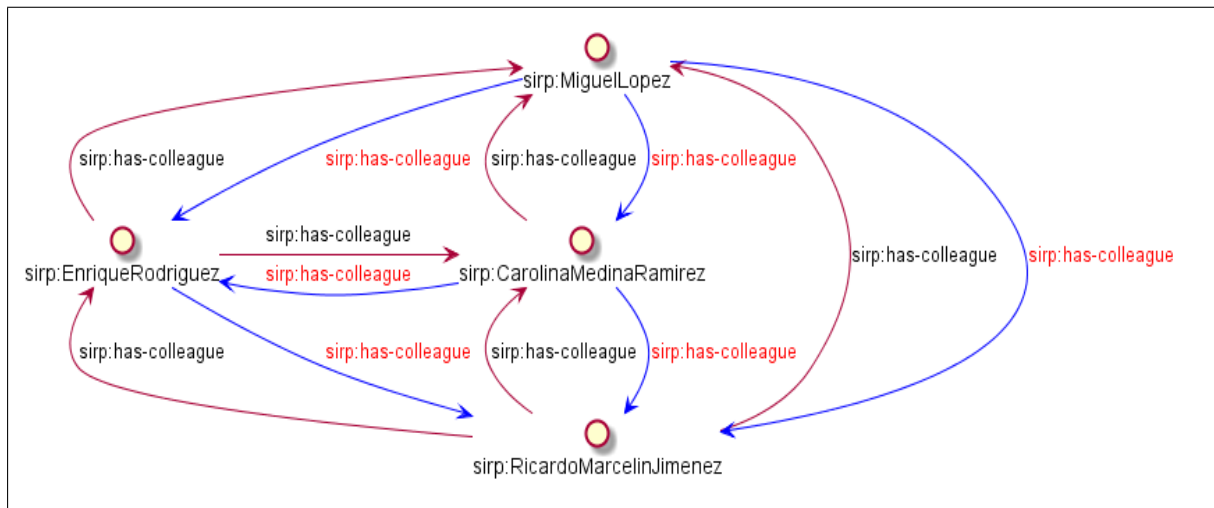 sirp:MiguelLopez
sirp:has-colleague
sirp:has-colleague
sirp:has-colleague
sirp:has-colleague
sirp:has-colleague
sirp:has-colleague
sirp:has-colleague
sirp:EnriqueRodriguez
sirp:has-colleague
sirp:CarolinaMedinaRamirez
sirp:has-colleague
sirp:has-colleague
sirp:has-colleague
sirp:has-colleague
sirp:RicardoMarcelinJimenez